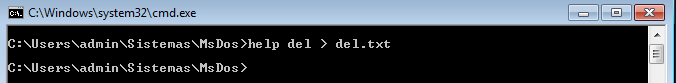 C:\Windows\system32\cmd.exe
C:\Users\admin\Sistemas\MsDos>help del > del.txt
C:\Users\admin\Sistemas\MsDos>